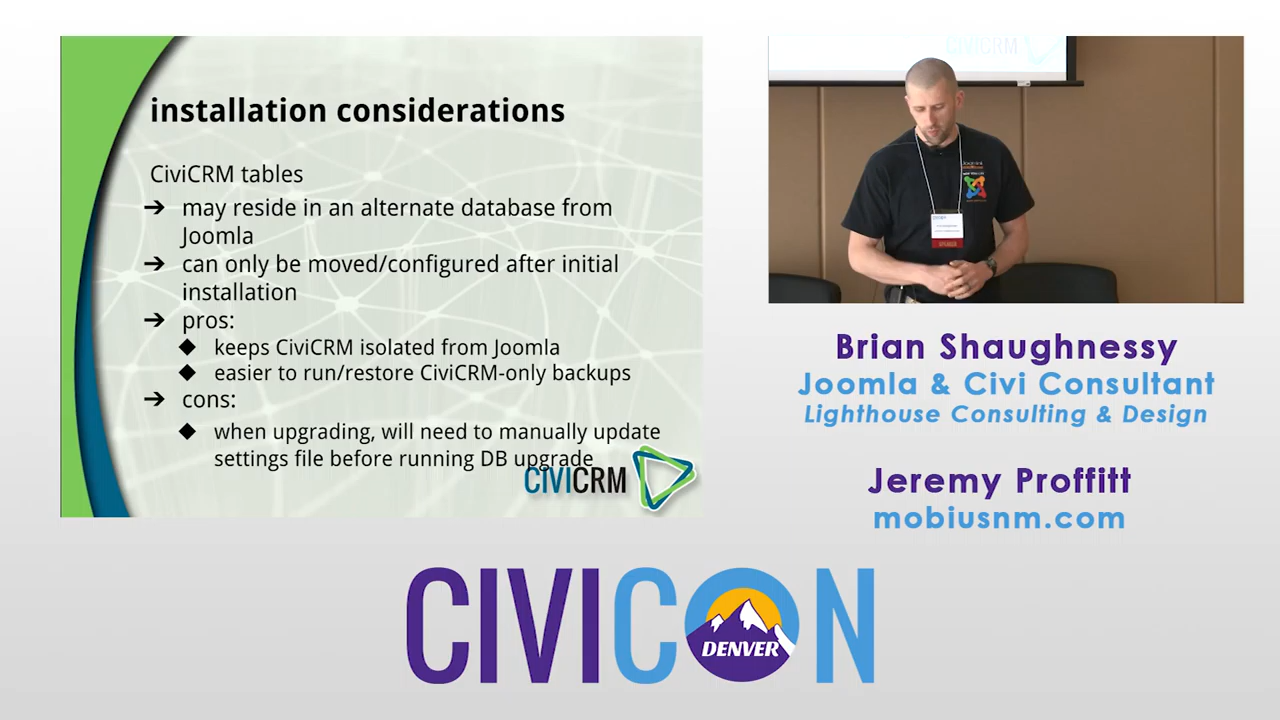 installation considerations
CiviCRM tables
➔ may reside in an alternate database from
Joomla
➔ can only be moved/configured after initial
installation
➔ pros:
◆ keeps CiviCRM isolated from Joomla
◆ easier to run/restore CiviCRM-only backups
➔ cons:
◆ when upgrading, will need to manually update
settings file before running DB upgrade
CIVICRM
CIVICRM
Brian Shaughnessy
Joomla & Civi Consultant
Lighthouse Consulting & Design
Jeremy Proffitt
mobiusnm.com
CIVICON
DENVER